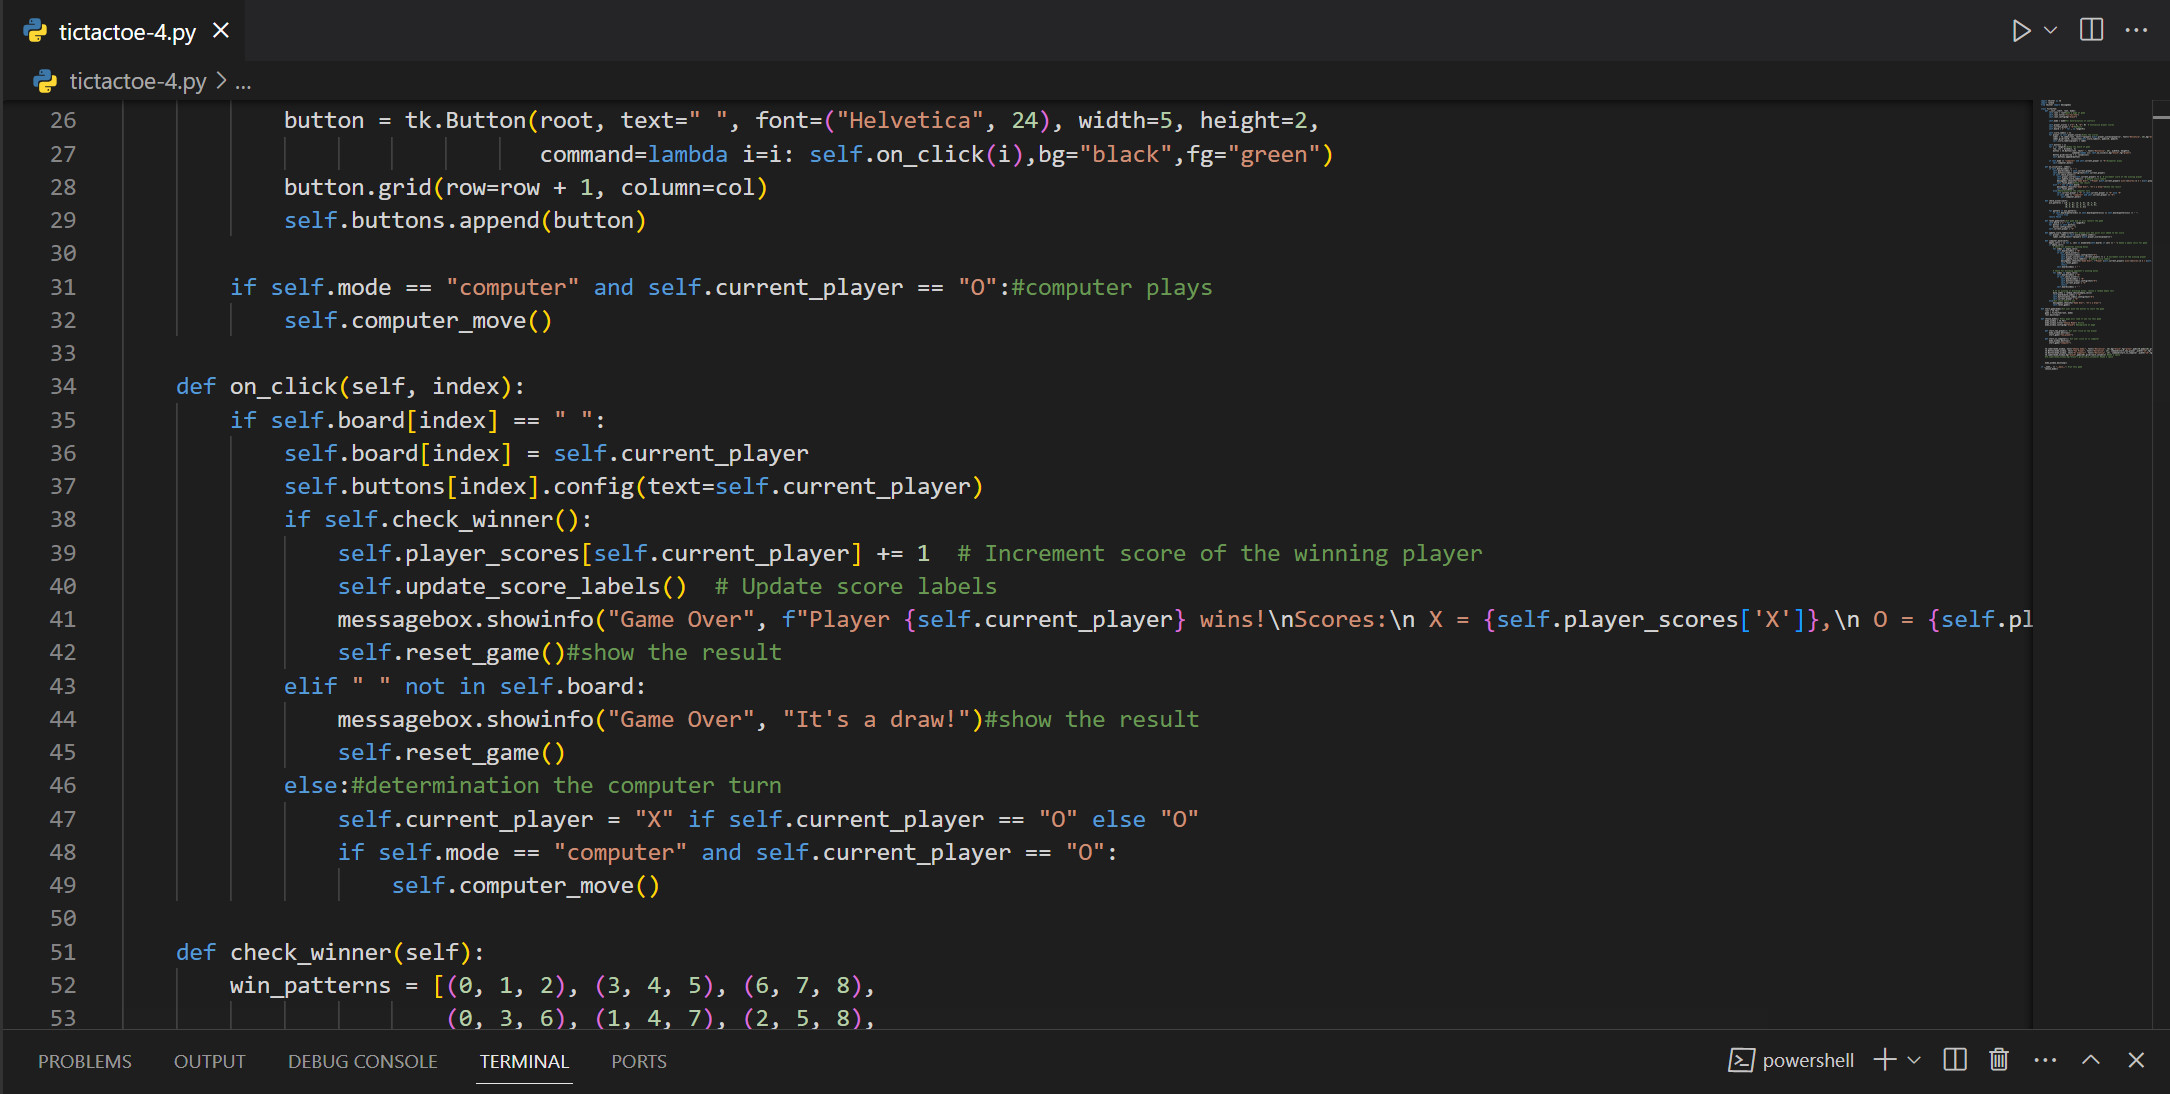 tictactoe-4.py
tictactoe-4.py > ...
26 button = tk.Button(root, text=" ", font=("Helvetica", 24), width=5, height=2,
27 command=lambda i=i: self.on_click(i),bg="black",fg="green")
28 button.grid(row=row + 1, column=col)
29 self.buttons.append(button)
30
31 if self.mode == "computer" and self.current_player == "O":#computer plays
32 self.computer_move()
33
34 def on_click(self, index):
35 if self.board[index] == " ":
36 self.board[index] = self.current_player
37 self.buttons[index].config(text=self.current_player)
38 if self.check_winner():
39 self.player_scores[self.current_player] += 1  # Increment score of the winning player
40 self.update_score_labels()  # Update score labels
41 messagebox.showinfo("Game Over", f"Player {self.current_player} wins!\nScores:\n X = {self.player_scores['X']},\n O = {self.pl
42 self.reset_game()#show the result
43 elif " " not in self.board:
44 messagebox.showinfo("Game Over", "It's a draw!")#show the result
45 self.reset_game()
46 else:#determination the computer turn
47 self.current_player = "X" if self.current_player == "O" else "O"
48 if self.mode == "computer" and self.current_player == "O":
49 self.computer_move()
50
51 def check_winner(self):
52 win_patterns = [(0, 1, 2), (3, 4, 5), (6, 7, 8),
53 (0, 3, 6), (1, 4, 7), (2, 5, 8),
PROBLEMS OUTPUT DEBUG CONSOLE TERMINAL PORTS powershell